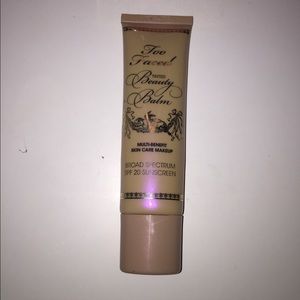 Too
Faced
TINTED
Beauty
Balm
MULTI-BENEFIT
SKIN CARE MAKEUP
BROAD SPECTRUM
SPF 20 SUNSCREEN